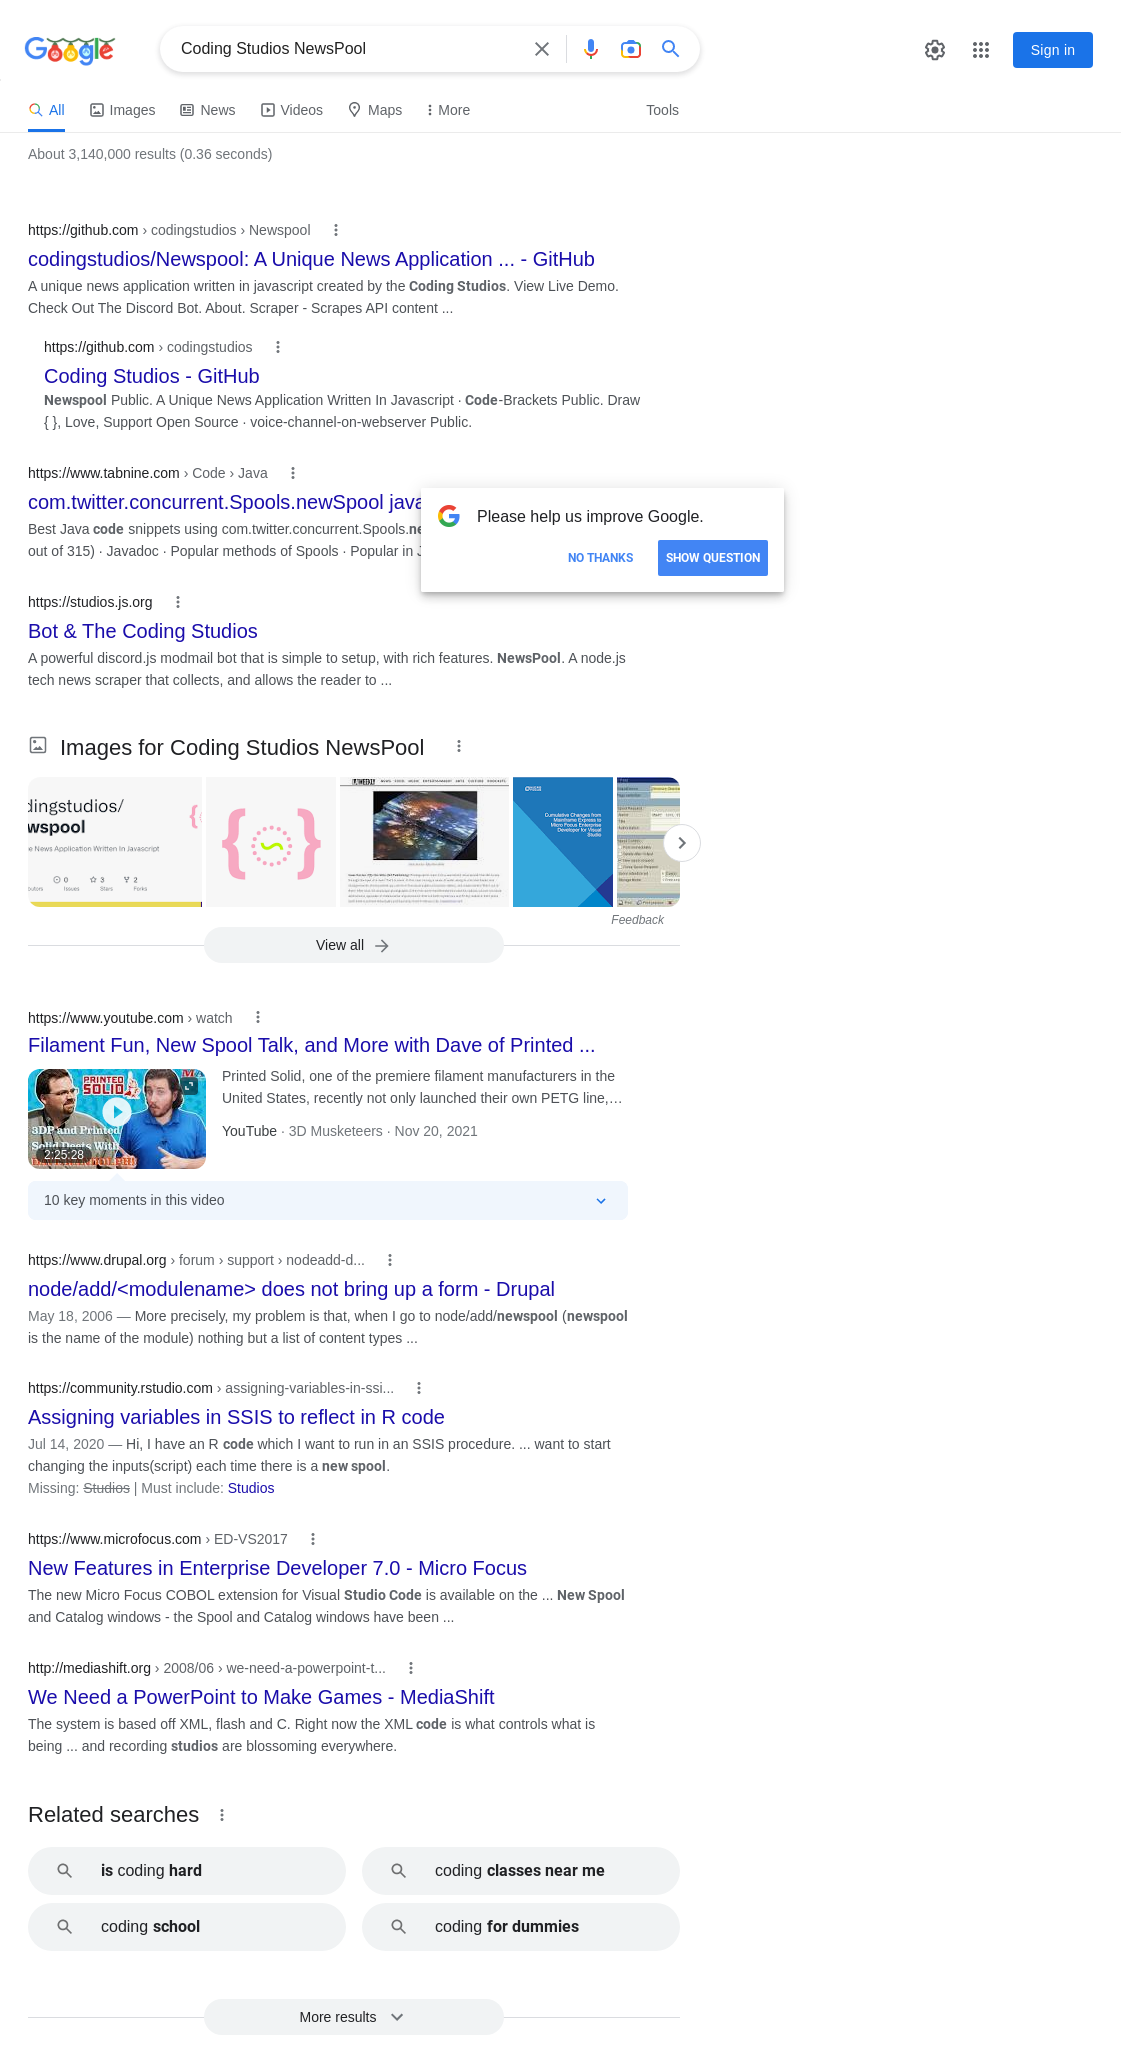 Google
Coding Studios NewsPool
Sign in
All
Images
News
Videos
Maps
More
Tools
About 3,140,000 results (0.36 seconds)
https://github.com › codingstudios › Newspool
codingstudios/Newspool: A Unique News Application ... - GitHub
A unique news application written in javascript created by the Coding Studios. View Live Demo.
Check Out The Discord Bot. About. Scraper - Scrapes API content ...
https://github.com › codingstudios
Coding Studios - GitHub
Newspool Public. A Unique News Application Written In Javascript · Code-Brackets Public. Draw
{ }, Love, Support Open Source · voice-channel-on-webserver Public.
https://www.tabnine.com › Code › Java
com.twitter.concurrent.Spools.newSpool java
Best Java code snippets using com.twitter.concurrent.Spools.ne
out of 315) · Javadoc · Popular methods of Spools · Popular in J
Please help us improve Google.
NO THANKS
SHOW QUESTION
https://studios.js.org
Bot & The Coding Studios
A powerful discord.js modmail bot that is simple to setup, with rich features. NewsPool. A node.js
tech news scraper that collects, and allows the reader to ...
Images for Coding Studios NewsPool
dingstudios/
wspool
e News Application Written In Javascript
0
3
2
utors
Issues
Stars
Forks
Cumulative Changes from
Mainframe Express to
Micro Focus Enterprise
Developer for Visual
Studio
Feedback
View all
https://www.youtube.com › watch
Filament Fun, New Spool Talk, and More with Dave of Printed ...
PRINTED
SOLID
3DP and Printed
Solid Deets With
2:25:28
Printed Solid, one of the premiere filament manufacturers in the
United States, recently not only launched their own PETG line,…
YouTube · 3D Musketeers · Nov 20, 2021
10 key moments in this video
https://www.drupal.org › forum › support › nodeadd-d...
node/add/<modulename> does not bring up a form - Drupal
May 18, 2006 — More precisely, my problem is that, when I go to node/add/newspool (newspool
is the name of the module) nothing but a list of content types ...
https://community.rstudio.com › assigning-variables-in-ssi...
Assigning variables in SSIS to reflect in R code
Jul 14, 2020 — Hi, I have an R code which I want to run in an SSIS procedure. ... want to start
changing the inputs(script) each time there is a new spool.
Missing: Studios | Must include: Studios
https://www.microfocus.com › ED-VS2017
New Features in Enterprise Developer 7.0 - Micro Focus
The new Micro Focus COBOL extension for Visual Studio Code is available on the ... New Spool
and Catalog windows - the Spool and Catalog windows have been ...
http://mediashift.org › 2008/06 › we-need-a-powerpoint-t...
We Need a PowerPoint to Make Games - MediaShift
The system is based off XML, flash and C. Right now the XML code is what controls what is
being ... and recording studios are blossoming everywhere.
Related searches
is coding hard
coding classes near me
coding school
coding for dummies
More results